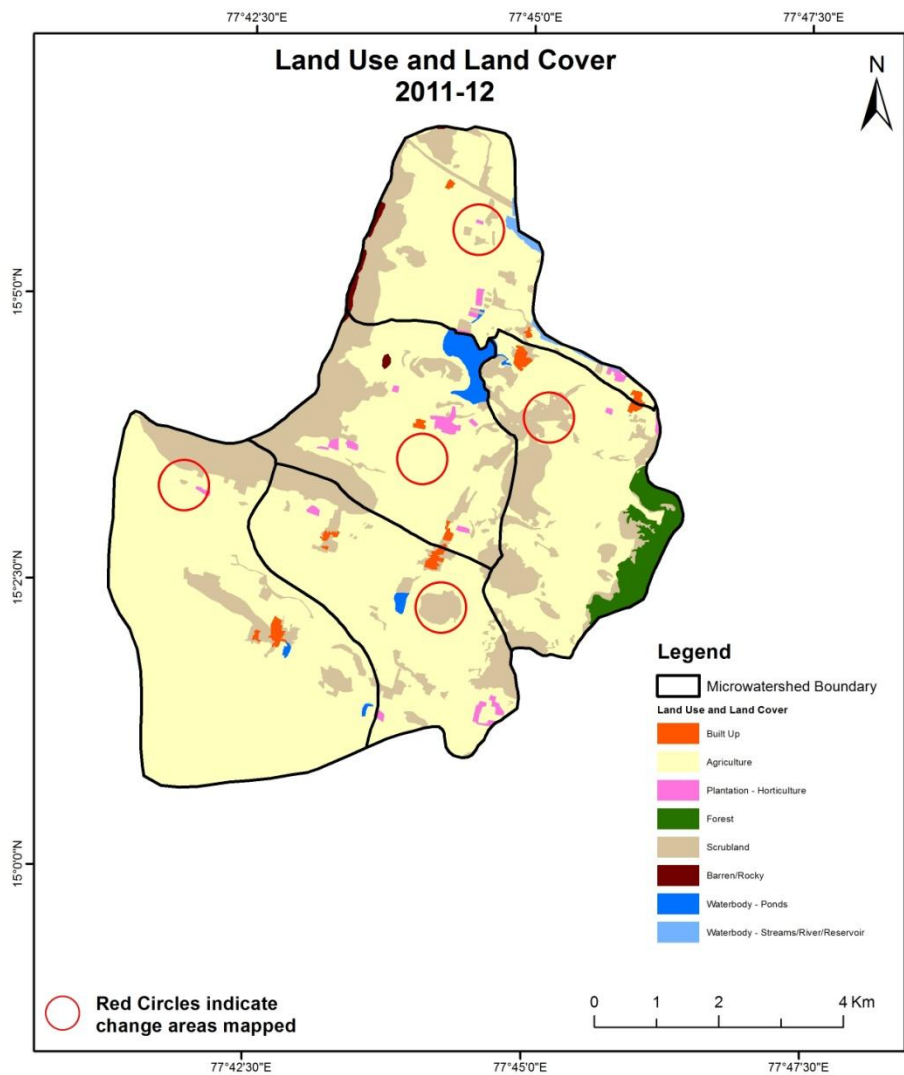 77°42'30"E
77°45'0"E
77°47'30"E
Land Use and Land Cover
2011-12
N
15°5'0"N
15°2'30"N
15°0'0"N
Legend
Microwatershed Boundary
Land Use and Land Cover
Built Up
Agriculture
Plantation - Horticulture
Forest
Scrubland
Barren/Rocky
Waterbody - Ponds
Waterbody - Streams/River/Reservoir
Red Circles indicate
change areas mapped
0 1 2 4 Km
77°42'30"E
77°45'0"E
77°47'30"E